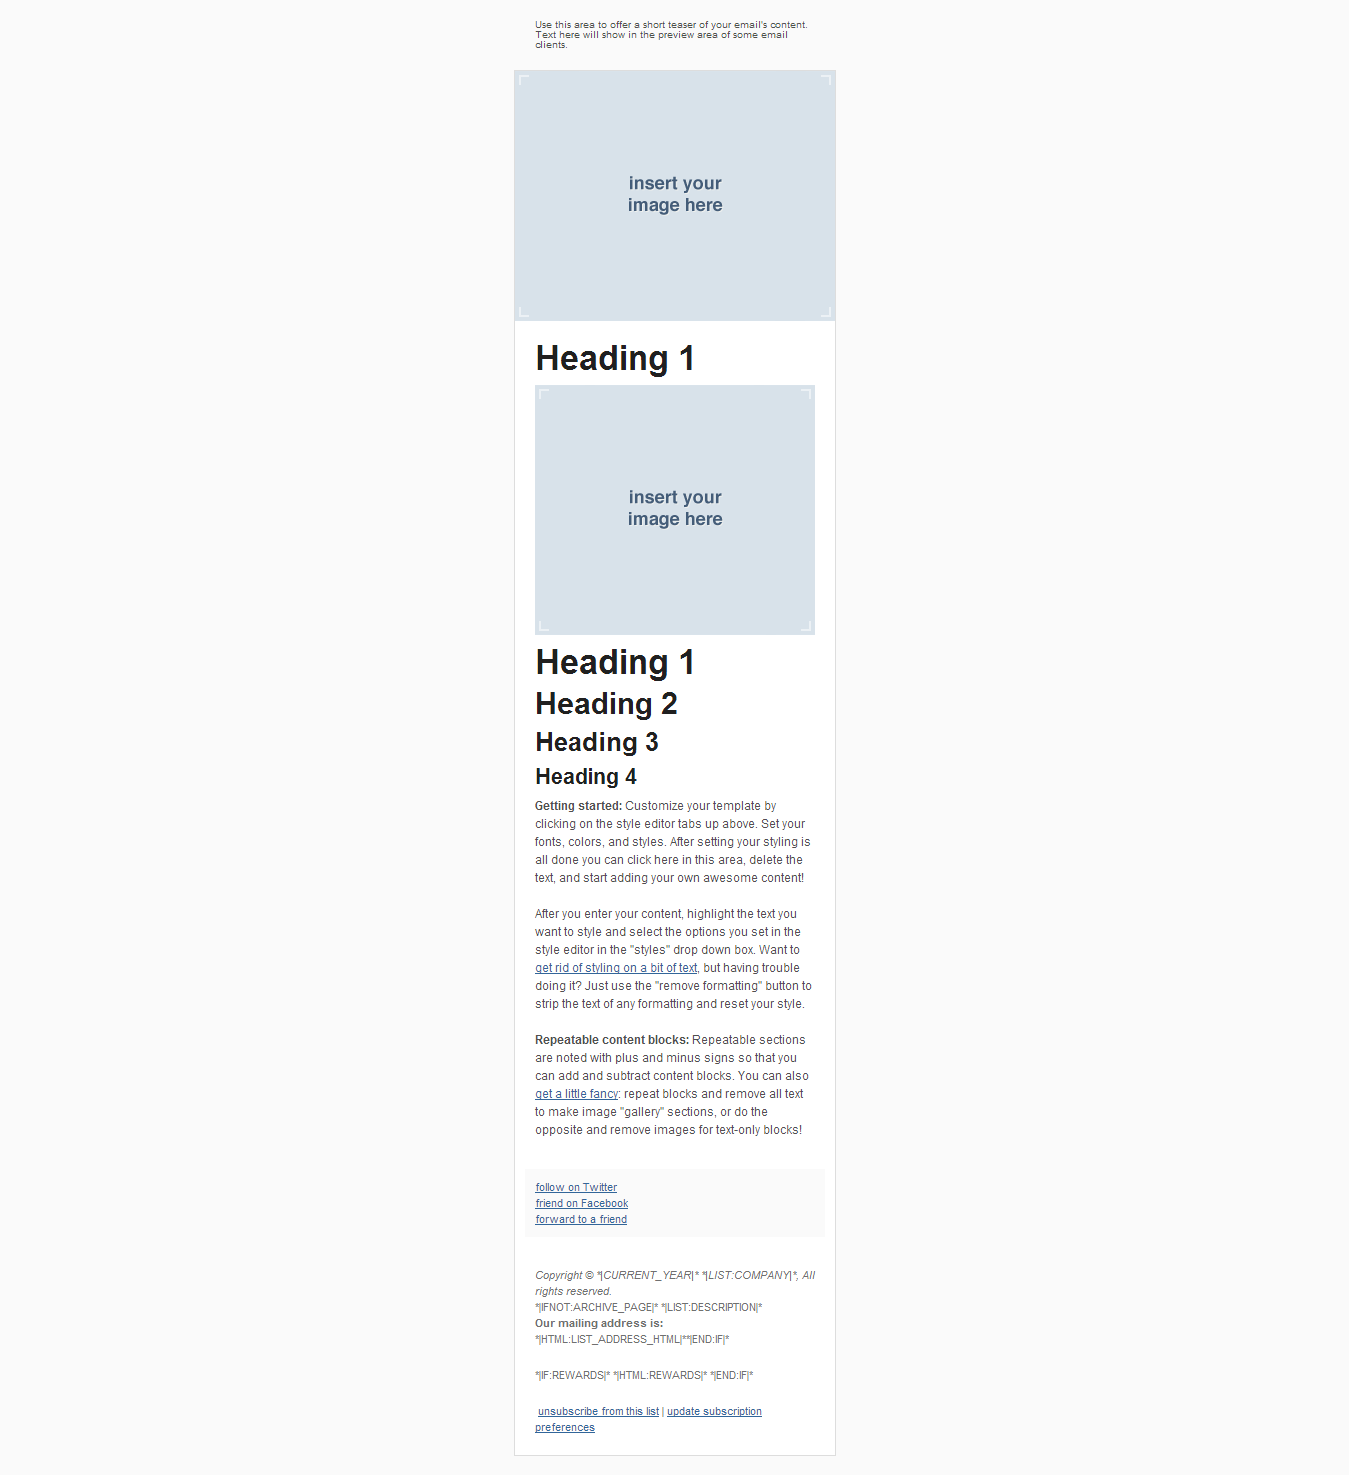 Use this area to offer a short teaser of your email's content.
Text here will show in the preview area of some email
clients.
insert your
image here
Heading 1
insert your
image here
Heading 1
Heading 2
Heading 3
Heading 4
Getting started: Customize your template by
clicking on the style editor tabs up above. Set your
fonts, colors, and styles. After setting your styling is
all done you can click here in this area, delete the
text, and start adding your own awesome content!
After you enter your content, highlight the text you
want to style and select the options you set in the
style editor in the "styles" drop down box. Want to
get rid of styling on a bit of text, but having trouble
doing it? Just use the "remove formatting" button to
strip the text of any formatting and reset your style.
Repeatable content blocks: Repeatable sections
are noted with plus and minus signs so that you
can add and subtract content blocks. You can also
get a little fancy: repeat blocks and remove all text
to make image "gallery" sections, or do the
opposite and remove images for text-only blocks!
follow on Twitter
friend on Facebook
forward to a friend
Copyright © *|CURRENT_YEAR|* *|LIST:COMPANY|*, All
rights reserved.
*|IFNOT:ARCHIVE_PAGE|* *|LIST:DESCRIPTION|*
Our mailing address is:
*|HTML:LIST_ADDRESS_HTML|**|END:IF|*
*|IF:REWARDS|* *|HTML:REWARDS|* *|END:IF|*
unsubscribe from this list | update subscription
preferences